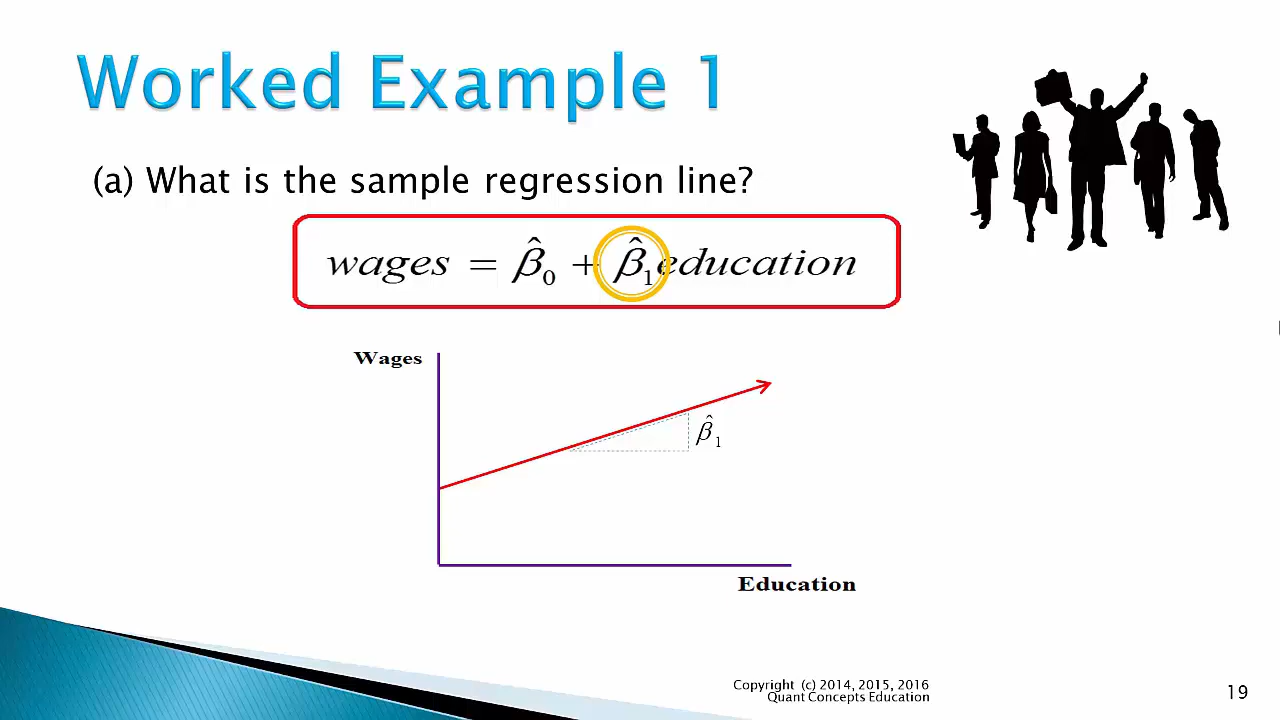 Worked Example 1
(a) What is the sample regression line?
wages = β̂₀ + β̂₁education
Wages
β̂₁
Education
Copyright (c) 2014, 2015, 2016
Quant Concepts Education
19